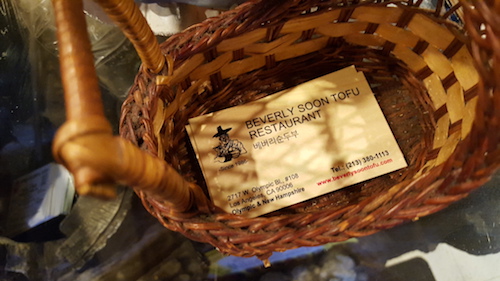 BEVERLY SOON TOFU
RESTAURANT
버버리순두부
2717 W. Olympic BL. #108
Los Angeles, CA 90006
Olympic & New Hampshire
Tel : (213) 380-1113
www.beverlysoontofu.com